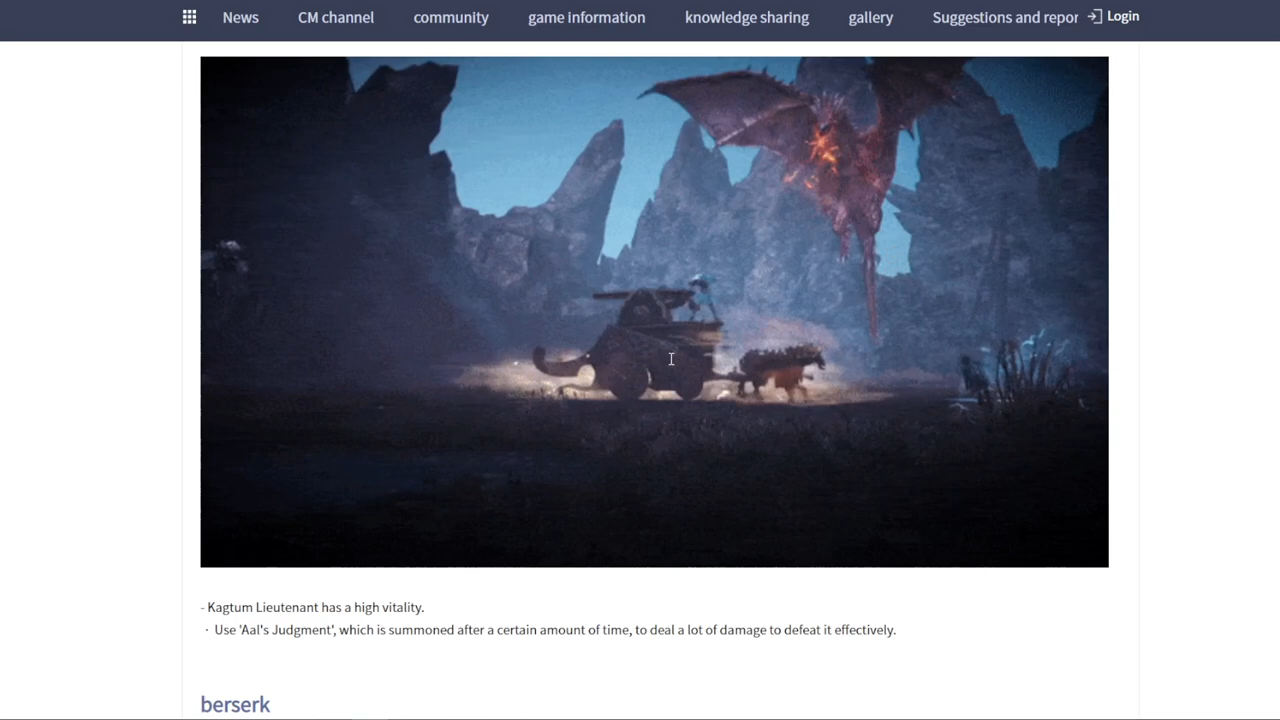 News CM channel community game information knowledge sharing gallery Suggestions and repor Login
- Kagtum Lieutenant has a high vitality.
· Use 'Aal's Judgment', which is summoned after a certain amount of time, to deal a lot of damage to defeat it effectively.
berserk